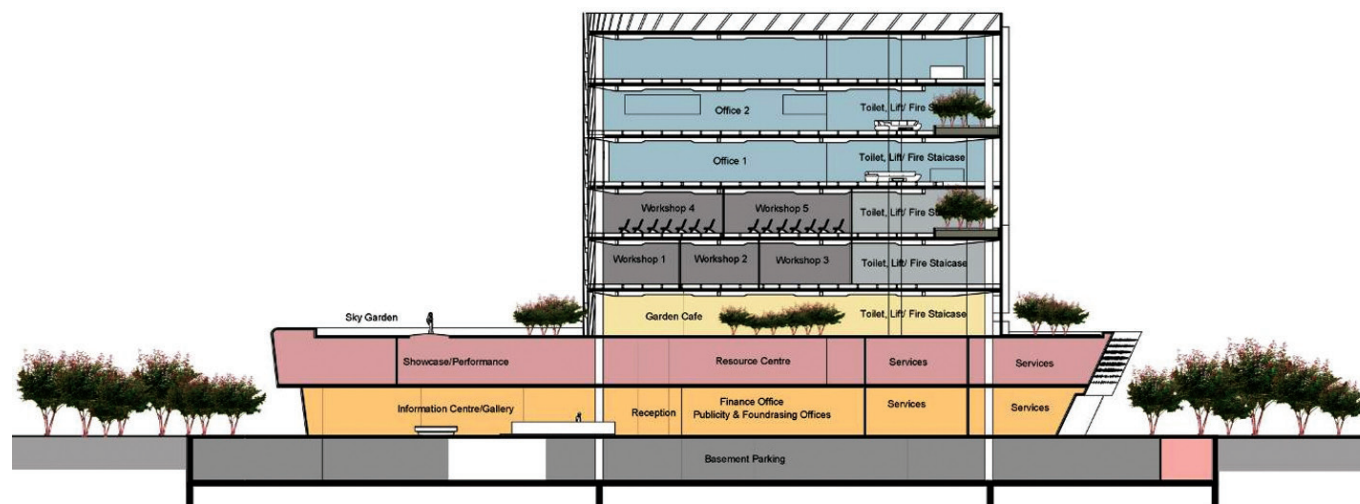 Office 2
Toilet, Lift/ Fire S
Office 1
Toilet, Lift/ Fire Staicase
Workshop 4
Workshop 5
Toilet, Lift/ Fire S
Workshop 1
Workshop 2
Workshop 3
Toilet, Lift/ Fire Staicase
Sky Garden
Garden Cafe
Toilet, Lift/ Fire Staicase
Showcase/Performance
Resource Centre
Services
Services
Information Centre/Gallery
Reception
Finance Office
Publicity & Foundrasing Offices
Services
Services
Basement Parking